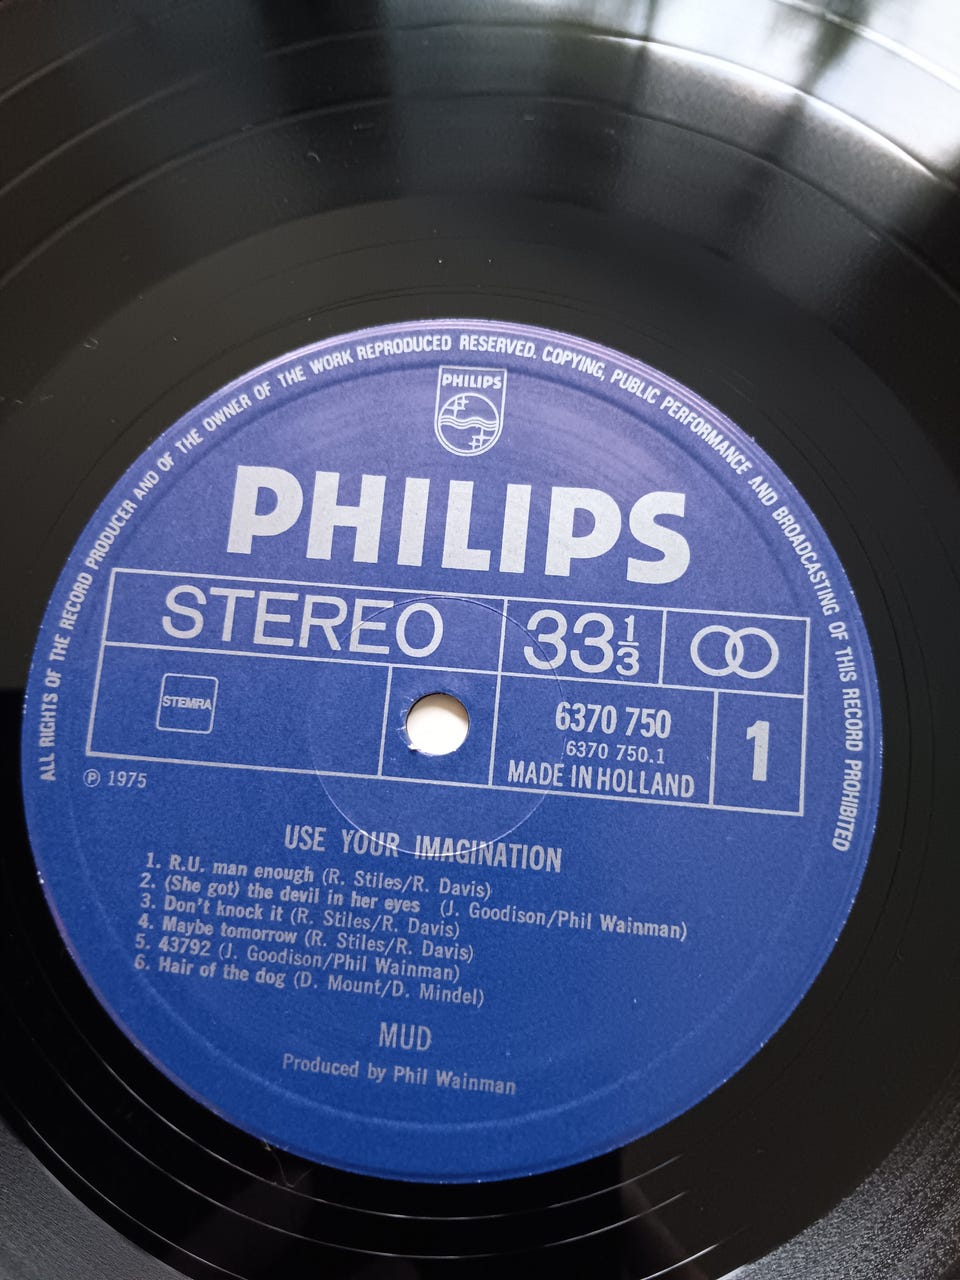 ALL RIGHTS OF THE RECORD PRODUCER AND OF THE OWNER OF THE WORK REPRODUCED RESERVED. COPYING, PUBLIC PERFORMANCE AND BROADCASTING OF THIS RECORD PROHIBITED
PHILIPS
PHILIPS
STEREO 33 1/3
STEMRA
6370 750
6370 750.1
MADE IN HOLLAND
1
℗ 1975
USE YOUR IMAGINATION
1. R.U. man enough (R. Stiles/R. Davis)
2. (She got) the devil in her eyes (J. Goodison/Phil Wainman)
3. Don't knock it (R. Stiles/R. Davis)
4. Maybe tomorrow (R. Stiles/R. Davis)
5. 43792 (J. Goodison/Phil Wainman)
6. Hair of the dog (D. Mount/D. Mindel)
MUD
Produced by Phil Wainman